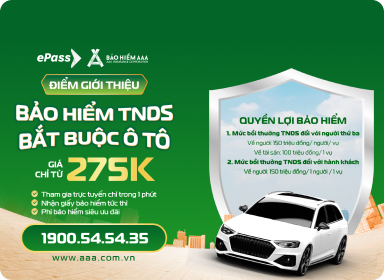 ePass
BẢO HIỂM AAA
AAA INSURANCE CORPORATION
ĐIỂM GIỚI THIỆU
BẢO HIỂM TNDS
BẮT BUỘC Ô TÔ
GIÁ
CHỈ TỪ
275K
Tham gia trực tuyến chỉ trong 1 phút
Nhận giấy bảo hiểm tức thì
Phí bảo hiểm siêu ưu đãi
1900.54.54.35
www.aaa.com.vn
QUYỀN LỢI BẢO HIỂM
1. Mức bồi thường TNDS đối với người thứ ba
Về người: 150 triệu đồng/ người/ vụ
Về tài sản: 100 triệu đồng/ 1 vụ
2. Mức bồi thường TNDS đối với hành khách
Về người: 150 triệu đồng/ 1 người / 1 vụ